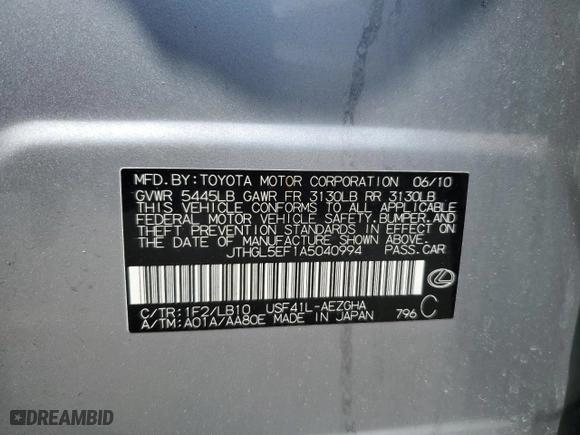 MFD. BY: TOYOTA MOTOR CORPORATION 06/10
GVWR 5445LB GAWR FR 3130LB RR 3130LB
THIS VEHICLE CONFORMS TO ALL APPLICABLE
FEDERAL MOTOR VEHICLE SAFETY, BUMPER, AND
THEFT PREVENTION STANDARDS IN EFFECT ON
THE DATE OF MANUFACTURE SHOWN ABOVE.
JTHGL5EF1A5040994 PASS. CAR
C/TR: 1F2/LB10 USF41L-AEZGHA
A/TM: A01A/AA80E MADE IN JAPAN 796 C
DREAMBID